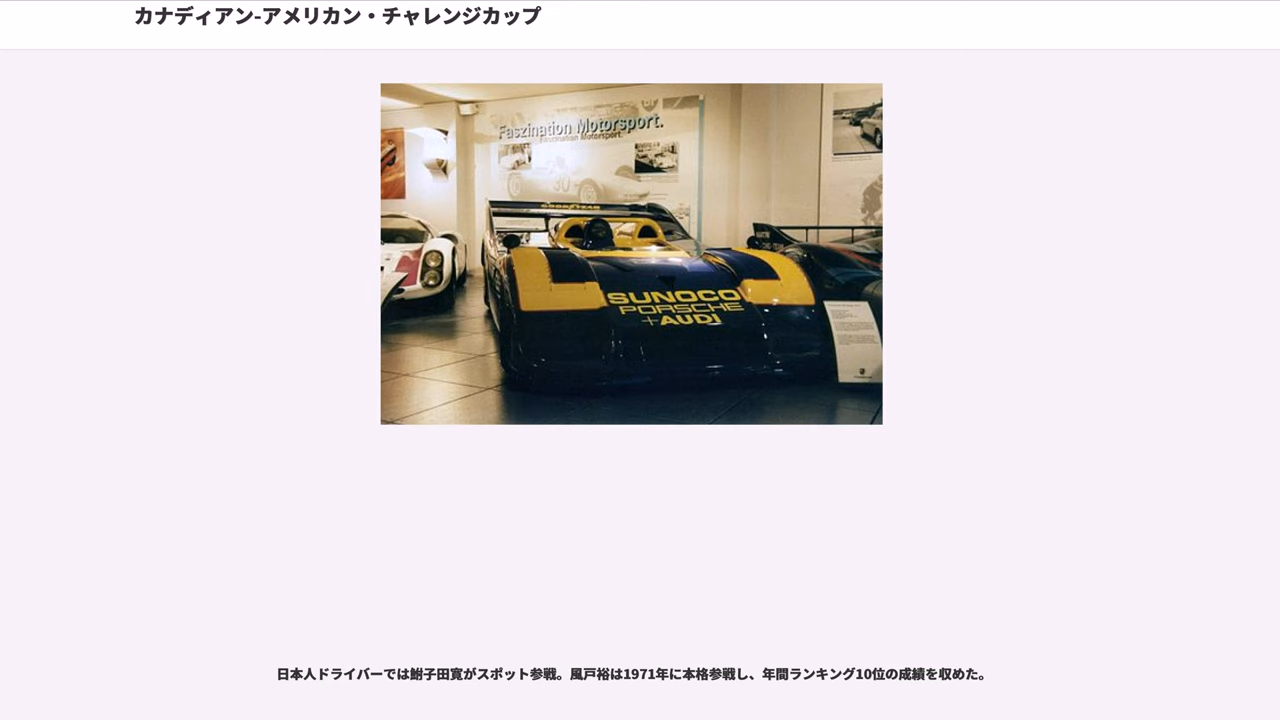 カナディアン-アメリカン・チャレンジカップ
Faszination Motorsport.
Faszination Motorsport.
30
GOODYEAR
SUNOCO
PORSCHE
+AUDI
日本人ドライバーでは鮒子田寛がスポット参戦。風戸裕は1971年に本格参戦し、年間ランキング10位の成績を収めた。